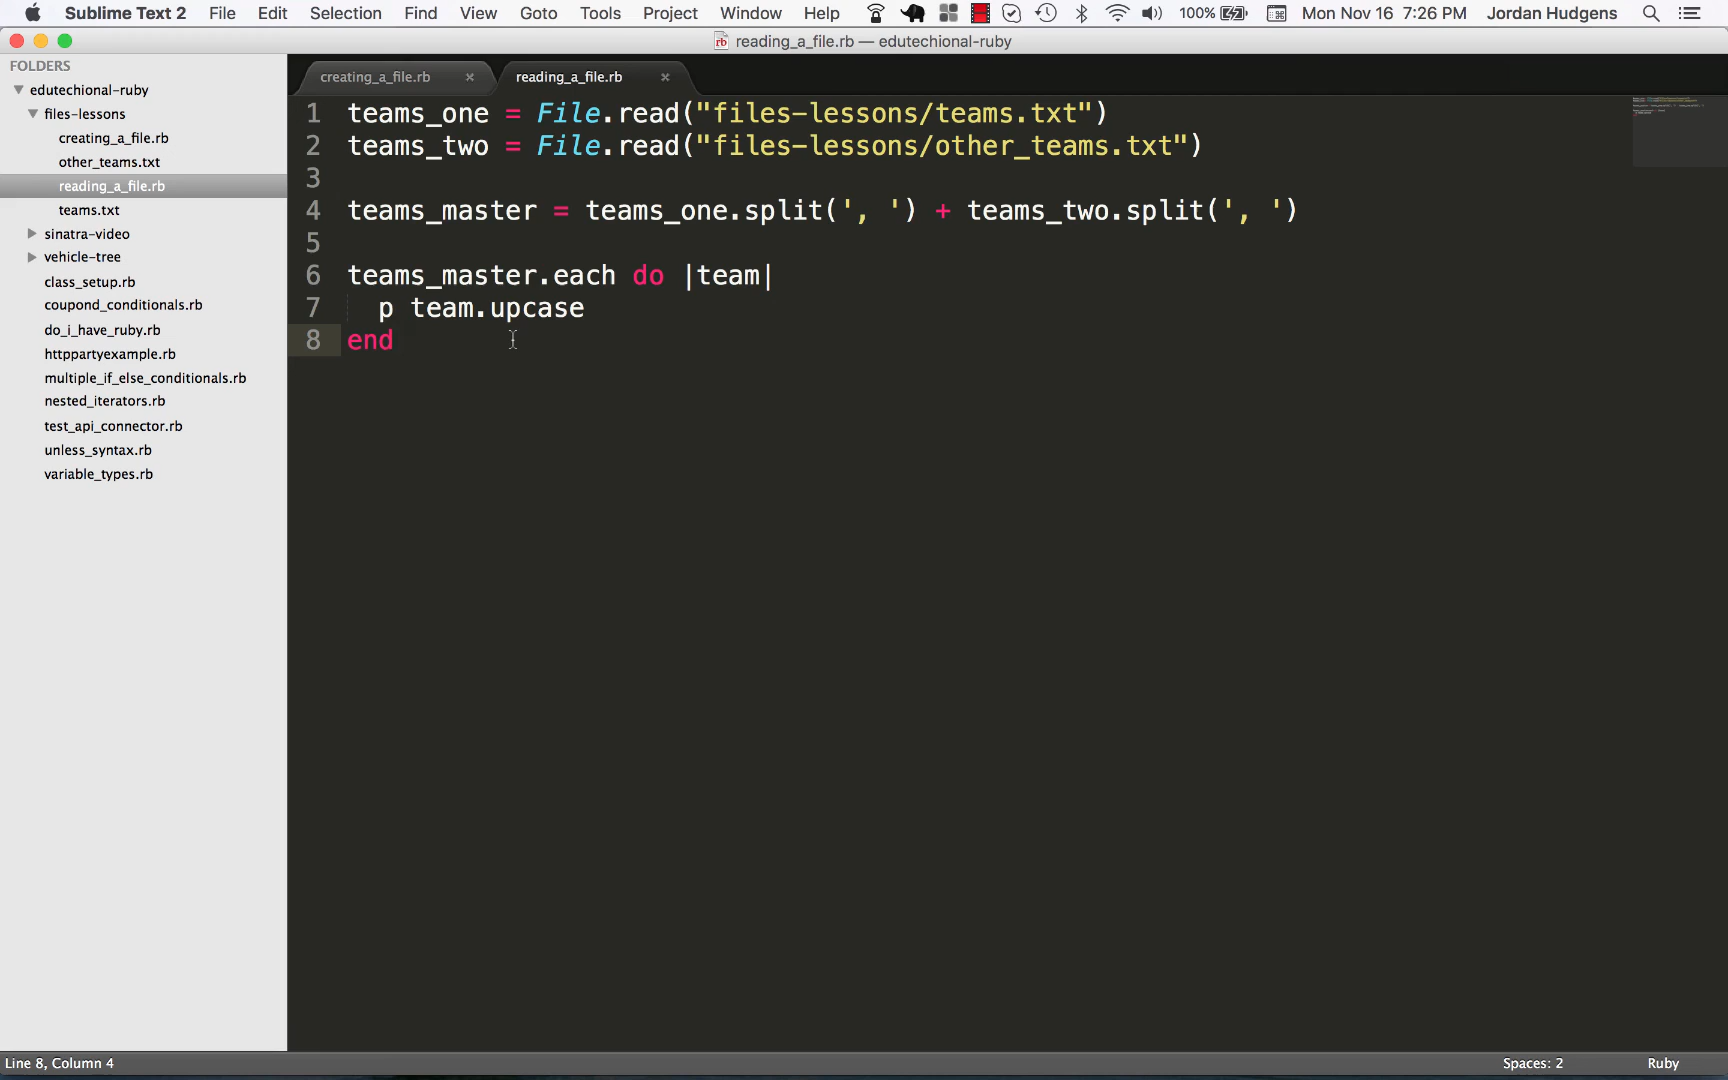 Sublime Text 2 File Edit Selection Find View Goto Tools Project Window Help 100% Mon Nov 16 7:26 PM Jordan Hudgens
reading_a_file.rb — edutechional-ruby
FOLDERS
edutechional-ruby
files-lessons
creating_a_file.rb
other_teams.txt
reading_a_file.rb
teams.txt
sinatra-video
vehicle-tree
class_setup.rb
coupond_conditionals.rb
do_i_have_ruby.rb
httppartyexample.rb
multiple_if_else_conditionals.rb
nested_iterators.rb
test_api_connector.rb
unless_syntax.rb
variable_types.rb
creating_a_file.rb × reading_a_file.rb ×
1 teams_one = File.read("files-lessons/teams.txt")
2 teams_two = File.read("files-lessons/other_teams.txt")
3
4 teams_master = teams_one.split(', ') + teams_two.split(', ')
5
6 teams_master.each do |team|
7 p team.upcase
8 end
Line 8, Column 4 Spaces: 2 Ruby